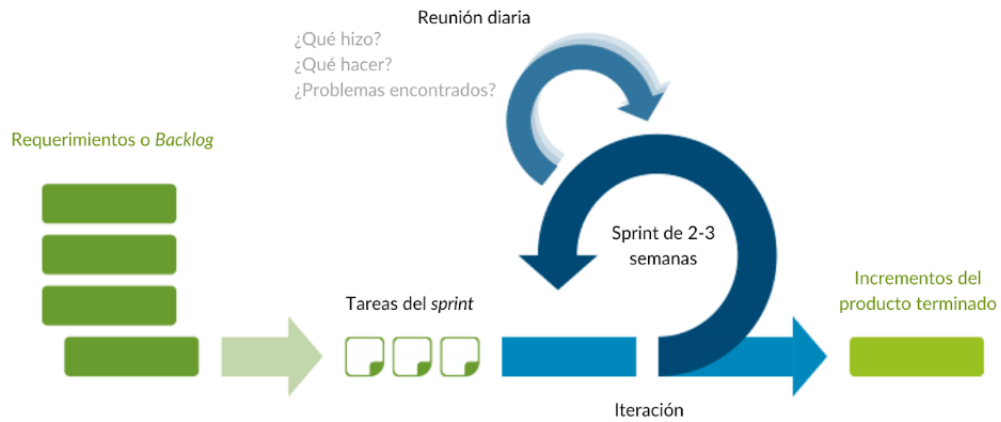 Reunión diaria
¿Qué hizo?
¿Qué hacer?
¿Problemas encontrados?
Requerimientos o Backlog
Sprint de 2-3
semanas
Tareas del sprint
Incrementos del
producto terminado
Iteración